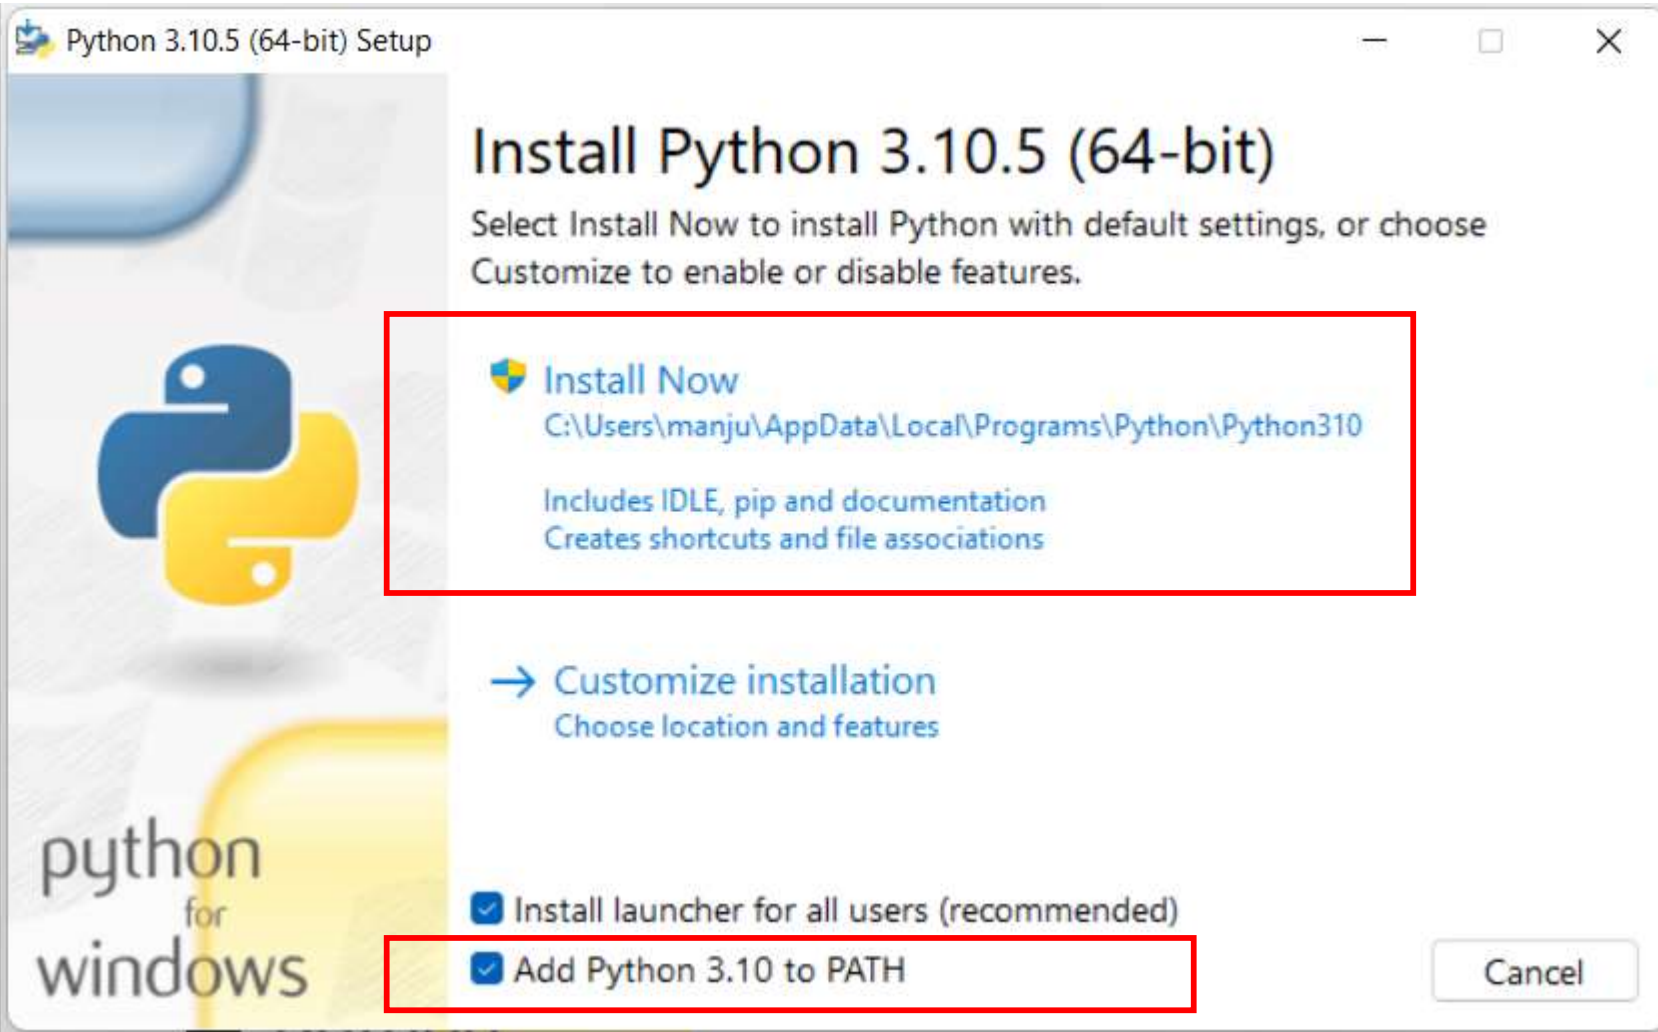 Python 3.10.5 (64-bit) Setup
Install Python 3.10.5 (64-bit)
Select Install Now to install Python with default settings, or choose
Customize to enable or disable features.
Install Now
C:\Users\manju\AppData\Local\Programs\Python\Python310
Includes IDLE, pip and documentation
Creates shortcuts and file associations
Customize installation
Choose location and features
python
for
windows
Install launcher for all users (recommended)
Add Python 3.10 to PATH
Cancel